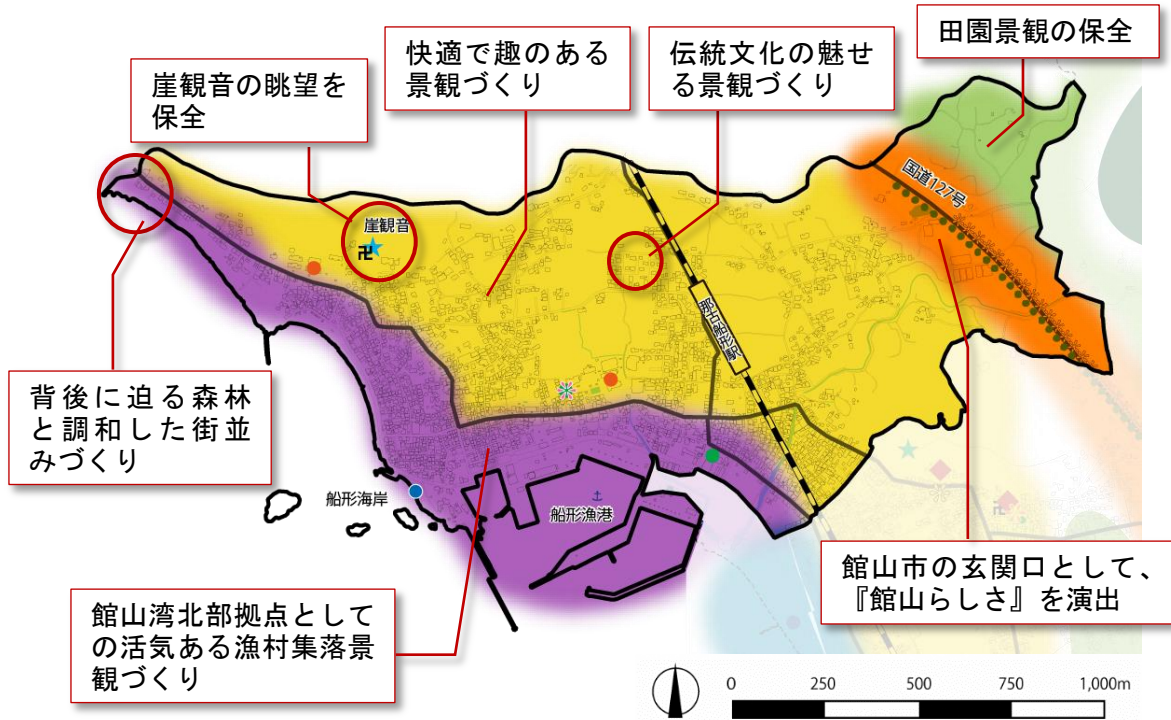 田園景観の保全
快適で趣のある
景観づくり
伝統文化の魅せ
る景観づくり
崖観音の眺望を
保全
国道127号
崖観音
卍
那古船形駅
背後に迫る森林
と調和した街並
みづくり
船形海岸
船形漁港
館山市の玄関口として、
『館山らしさ』を演出
館山湾北部拠点として
の活気ある漁村集落景
観づくり
0 250 500 750 1,000m